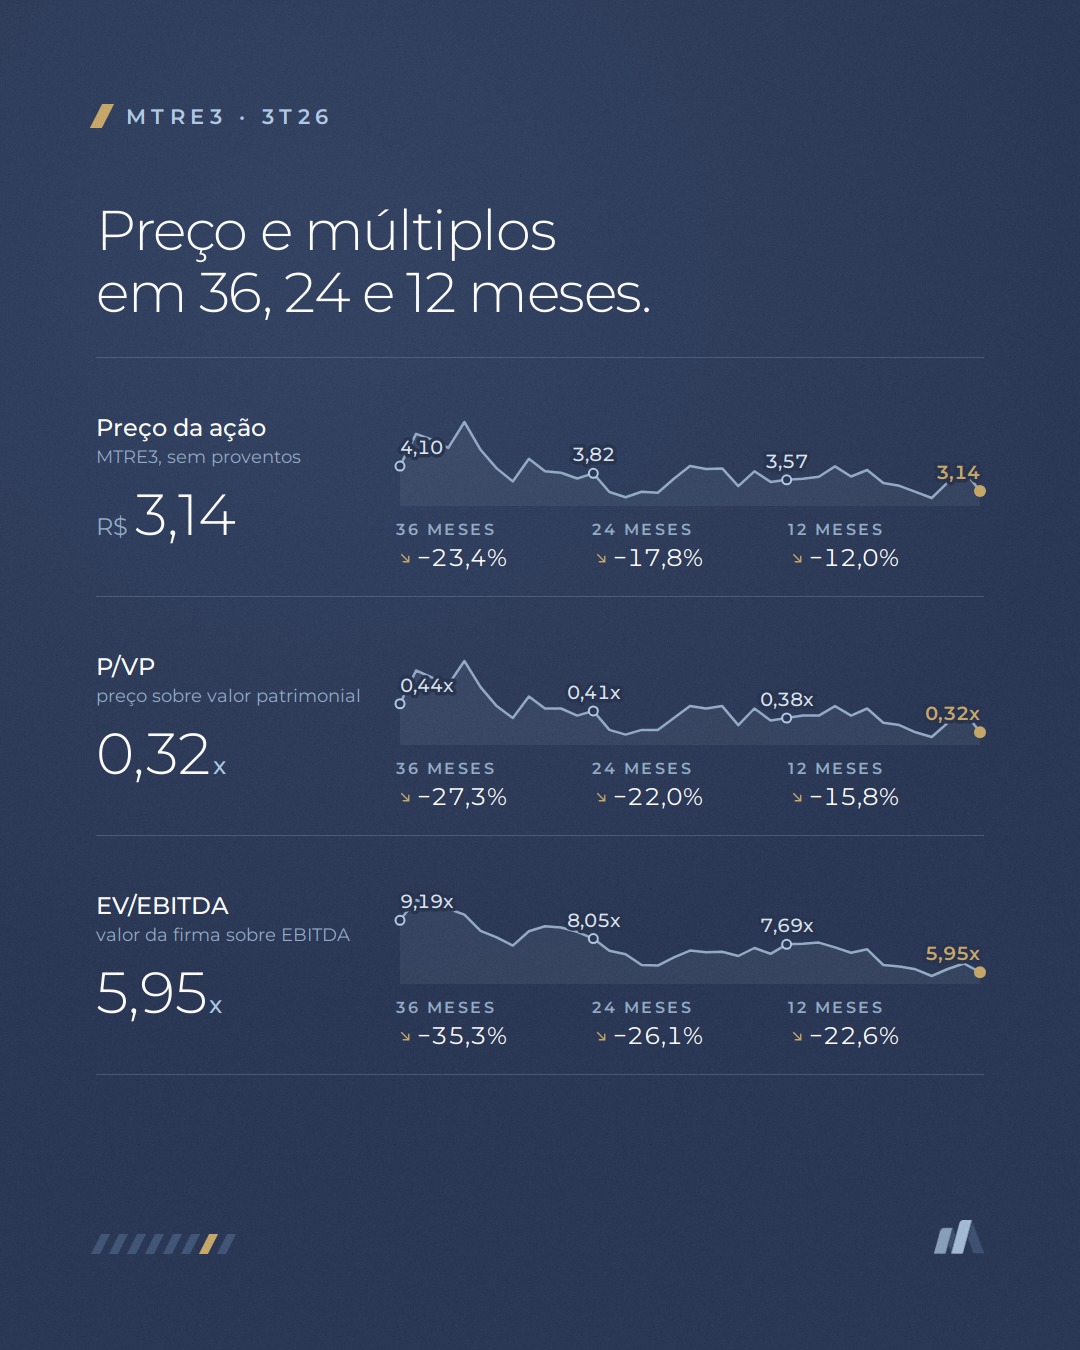 MTRE3 · 3T26
Preço e múltiplos
em 36, 24 e 12 meses.
Preço da ação
MTRE3, sem proventos
R$ 3,14
4,10
3,82
3,57
3,14
36 MESES
24 MESES
12 MESES
↘ −23,4%
↘ −17,8%
↘ −12,0%
P/VP
preço sobre valor patrimonial
0,32x
0,44x
0,41x
0,38x
0,32x
36 MESES
24 MESES
12 MESES
↘ −27,3%
↘ −22,0%
↘ −15,8%
EV/EBITDA
valor da firma sobre EBITDA
5,95x
9,19x
8,05x
7,69x
5,95x
36 MESES
24 MESES
12 MESES
↘ −35,3%
↘ −26,1%
↘ −22,6%